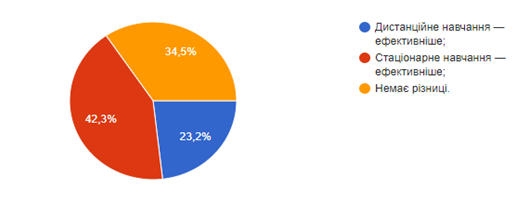 34,5%
42,3%
23,2%
Дистанційне навчання —
ефективніше;
Стаціонарне навчання —
ефективніше;
Немає різниці.